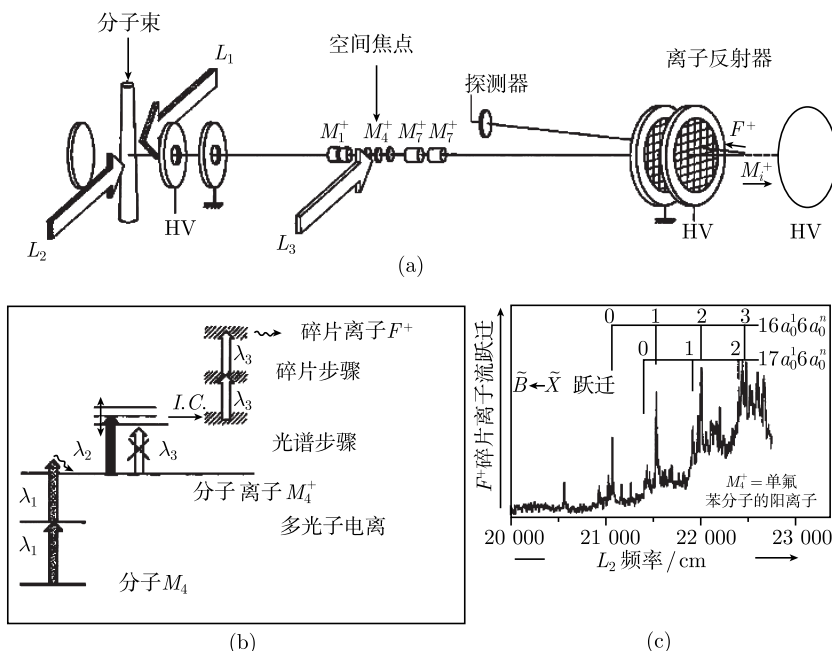 分子束
L₁
空间焦点
离子反射器
探测器
M₁⁺ M₄⁺ M₇⁺ M₇⁺
F⁺
Mᵢ⁺
L₂
HV
L₃
HV
HV
(a)
碎片离子F⁺
λ₃
碎片步骤
I.C.
λ₃
λ₂
λ₃
光谱步骤
λ₁
分子离子M₄⁺
λ₁
多光子电离
分子M₄
(b)
F⁺碎片离子流跃迁
0 1 2 3
16a₀¹6a₀ⁿ
0 1 2
17a₀¹6a₀ⁿ
B̃←X̃ 跃迁
Mᵢ⁺=单氟
苯分子的阳离子
20 000 21 000 22 000 23 000
L₂ 频率/cm
(c)